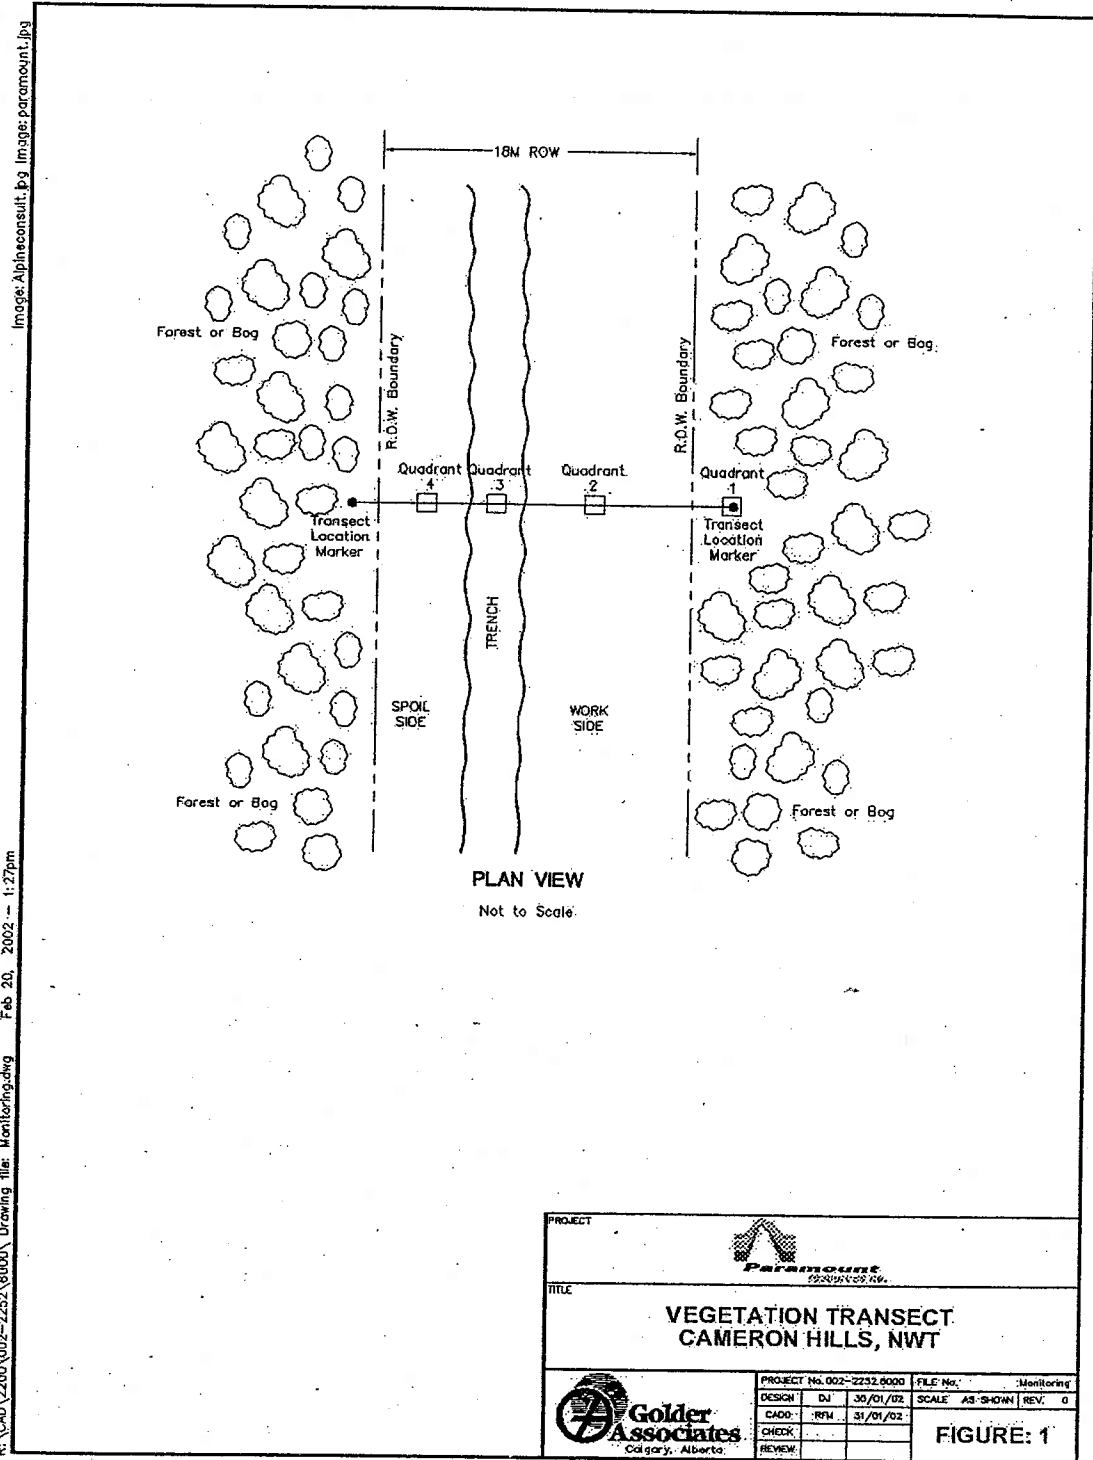 Image: Alpineconsult.jpg Image: paramount.jpg
Feb 20, 2002 - 1:27pm
Drawing file: Monitoring.dwg
18M ROW
Forest or Bog
Forest or Bog
R.O.W. Boundary
R.O.W. Boundary
Quadrant
4
Quadrant
3
Quadrant
2
Quadrant
1
Transect
Location
Marker
Transect
Location
Marker
TRENCH
SPOIL
SIDE
WORK
SIDE
Forest or Bog
Forest or Bog
PLAN VIEW
Not to Scale
PROJECT
Paramount
TITLE
VEGETATION TRANSECT
CAMERON HILLS, NWT
Golder
Associates
Calgary, Alberta
PROJECT No. 002-2252.6000 FILE No. Monitoring
DESIGN DJ 30/01/02 SCALE AS SHOWN REV. 0
CADD RFM 31/01/02
CHECK
REVIEW
FIGURE: 1